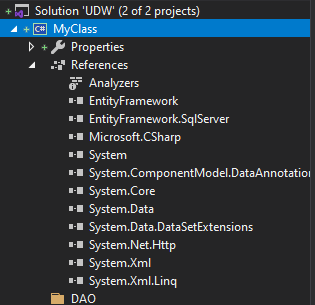 Solution 'UDW' (2 of 2 projects)
C# MyClass
Properties
References
Analyzers
EntityFramework
EntityFramework.SqlServer
Microsoft.CSharp
System
System.ComponentModel.DataAnnotation
System.Core
System.Data
System.Data.DataSetExtensions
System.Net.Http
System.Xml
System.Xml.Linq
DAO